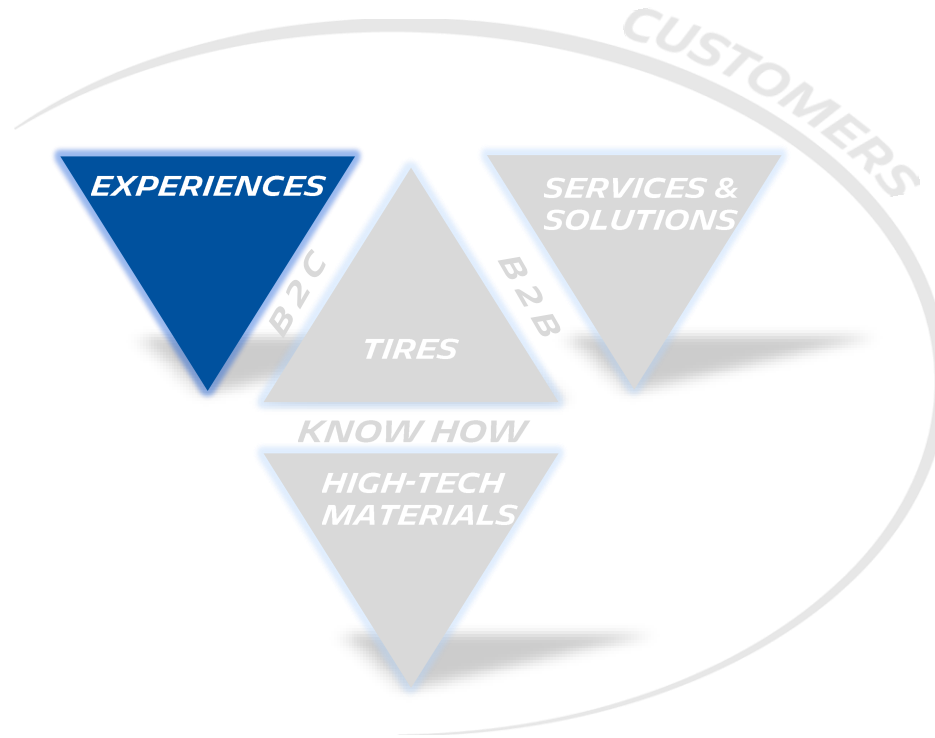 CUSTOMERS
EXPERIENCES
SERVICES &
SOLUTIONS
B2C
B2B
TIRES
KNOW HOW
HIGH-TECH
MATERIALS